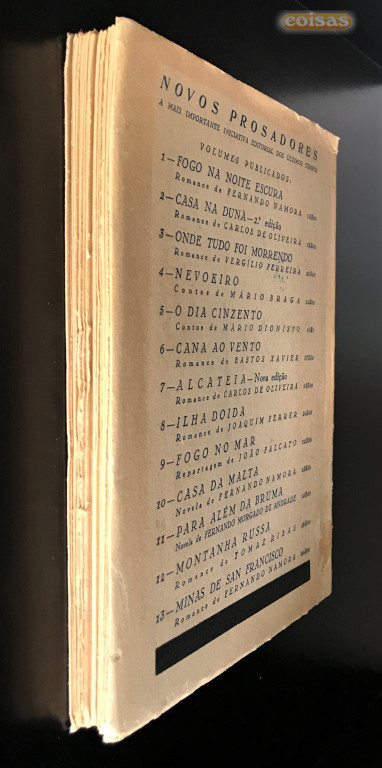 coisas
NOVOS PROSADORES
A MAIS IMPORTANTE INICIATIVA EDITORIAL DOS ÚLTIMOS TEMPOS
VOLUMES PUBLICADOS:
1—FOGO NA NOITE ESCURA
Romance de FERNANDO NAMORA
2—CASA NA DUNA—2.ª edição
Romance de CARLOS DE OLIVEIRA
3—ONDE TUDO FOI MORRENDO
Romance de VERGÍLIO FERREIRA
4—NEVOEIRO
Contos de MÁRIO BRAGA
5—O DIA CINZENTO
Contos de MÁRIO DIONÍSIO
6—CANA AO VENTO
Romance de BASTOS XAVIER
7—ALCATEIA—Nova edição
Romance de CARLOS DE OLIVEIRA
8—ILHA DOIDA
Romance de JOAQUIM FERRER
9—FOGO NO MAR
Reportagem de JOÃO FALCATO
10—CASA DA MALTA
Novela de FERNANDO NAMORA
11—PARA ALÉM DA BRUMA
Novela de FERNANDO MORGADO DE ANDRADE
12—MONTANHA RUSSA
Romance de TOMAZ RIBAS
13—MINAS DE SAN FRANCISCO
Romance de FERNANDO NAMORA